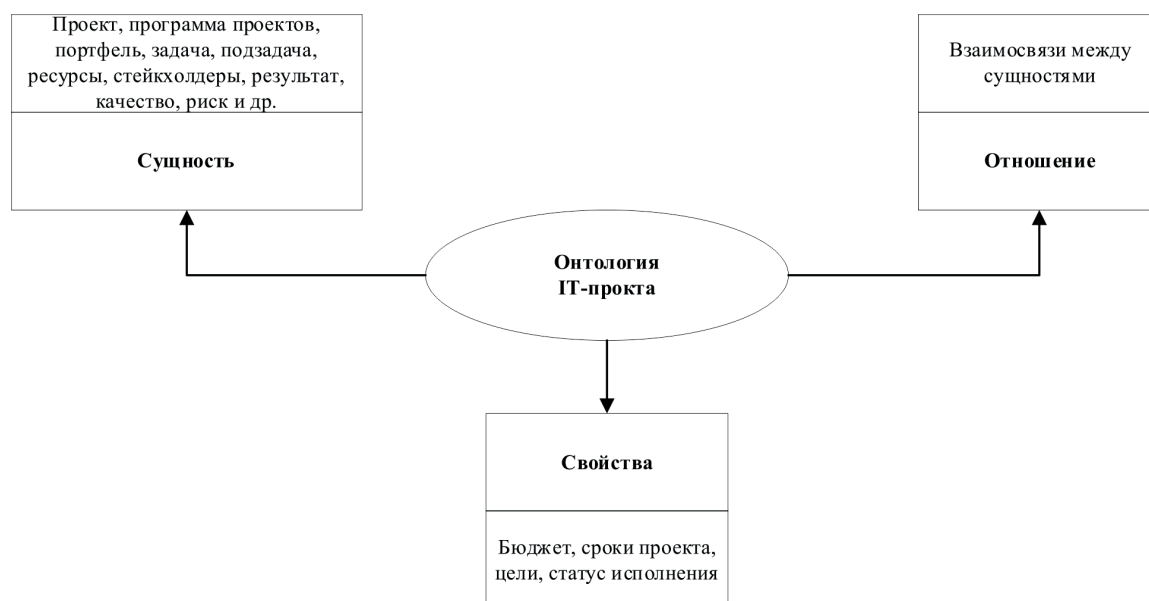 Проект, программа проектов,
портфель, задача, подзадача,
ресурсы, стейкхолдеры, результат,
качество, риск и др.
Сущность
Взаимосвязи между
сущностями
Отношение
Онтология
IT-прокта
Свойства
Бюджет, сроки проекта,
цели, статус исполнения